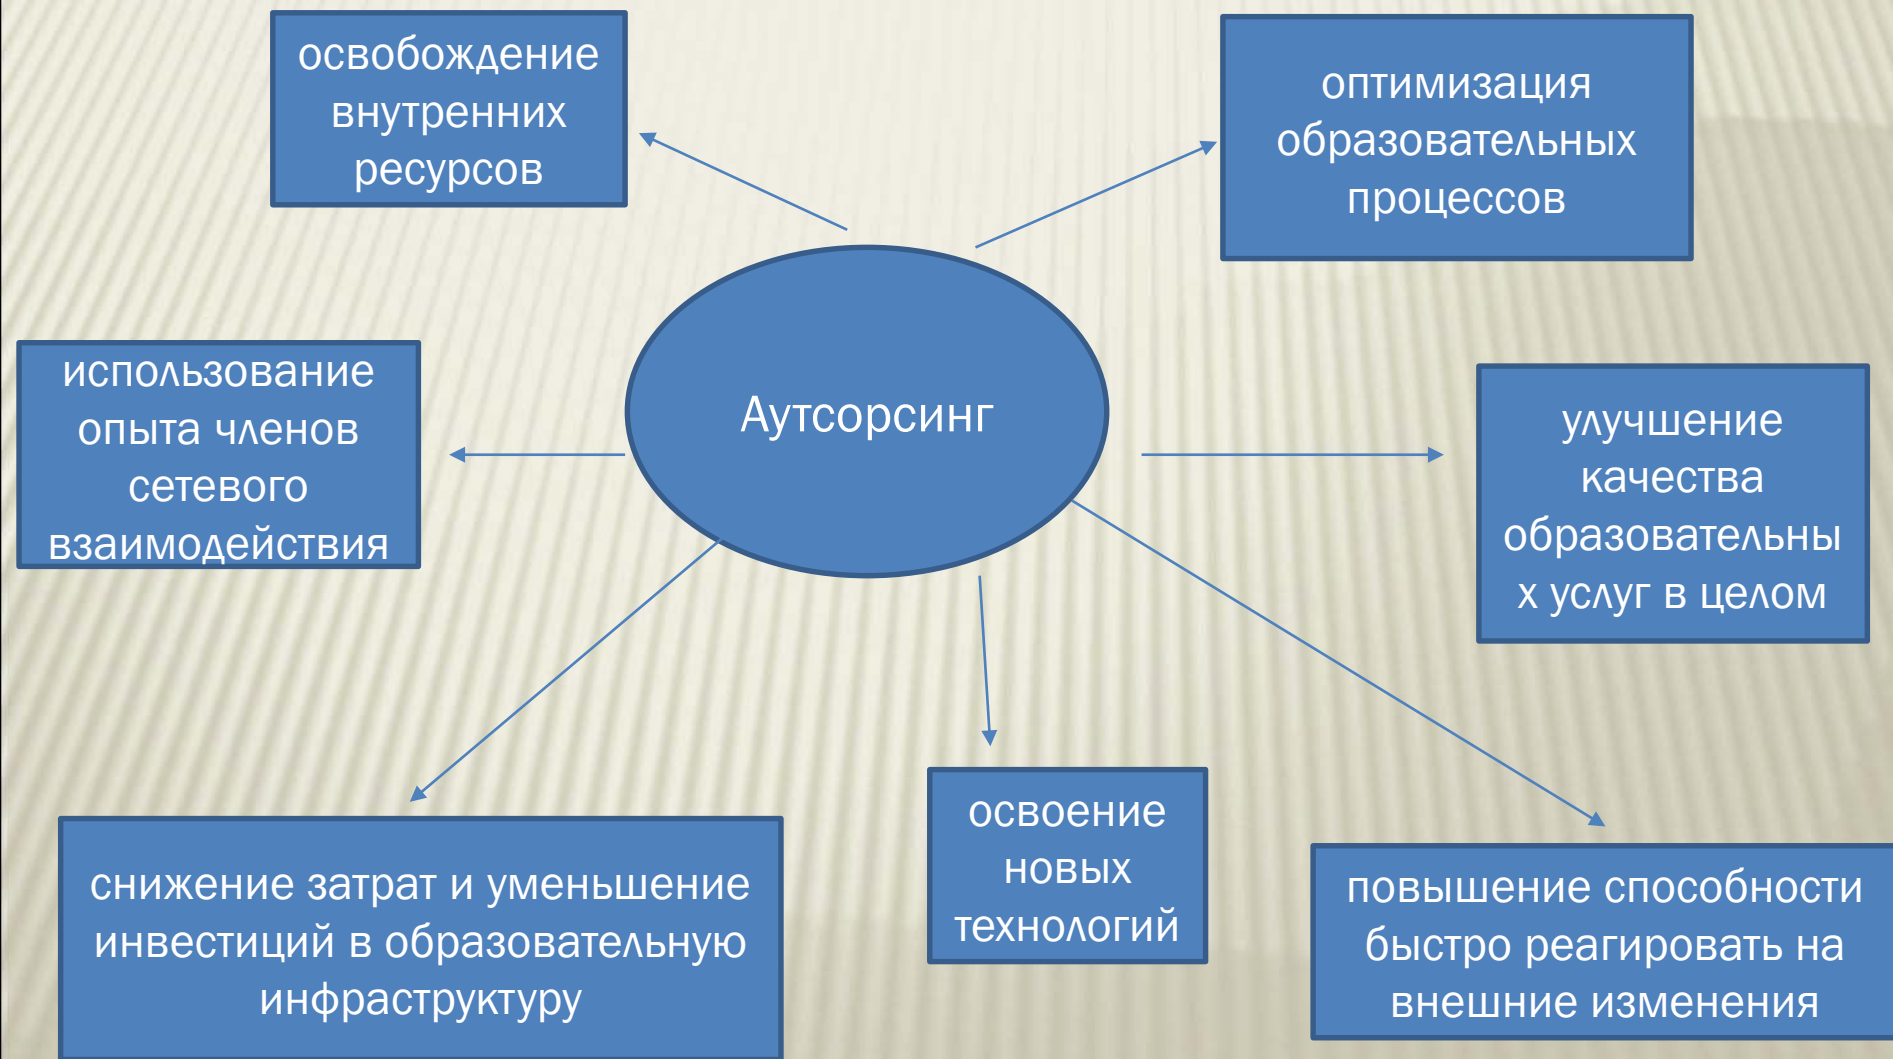 освобождение
внутренних
ресурсов
оптимизация
образовательных
процессов
использование
опыта членов
сетевого
взаимодействия
Аутсорсинг
улучшение
качества
образовательны
х услуг в целом
снижение затрат и уменьшение
инвестиций в образовательную
инфраструктуру
освоение
новых
технологий
повышение способности
быстро реагировать на
внешние изменения